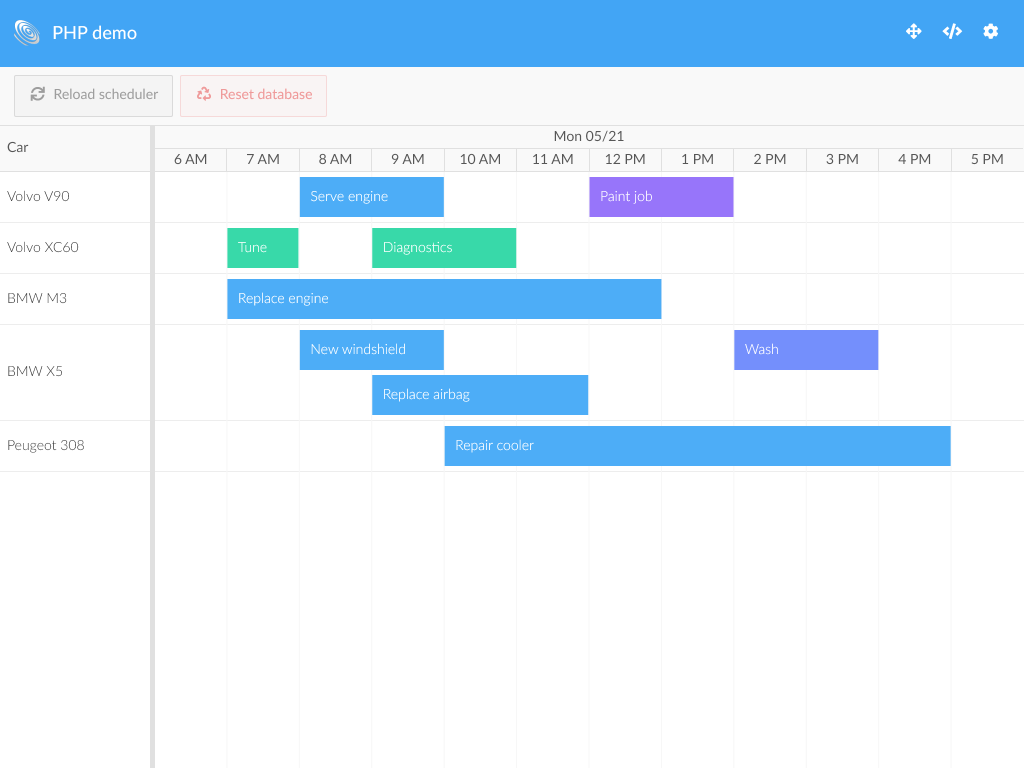 PHP demo
Reload scheduler
Reset database
Car
Mon 05/21
6 AM 7 AM 8 AM 9 AM 10 AM 11 AM 12 PM 1 PM 2 PM 3 PM 4 PM 5 PM
Volvo V90 Serve engine Paint job
Volvo XC60 Tune Diagnostics
BMW M3 Replace engine
New windshield Wash
BMW X5
Replace airbag
Peugeot 308 Repair cooler